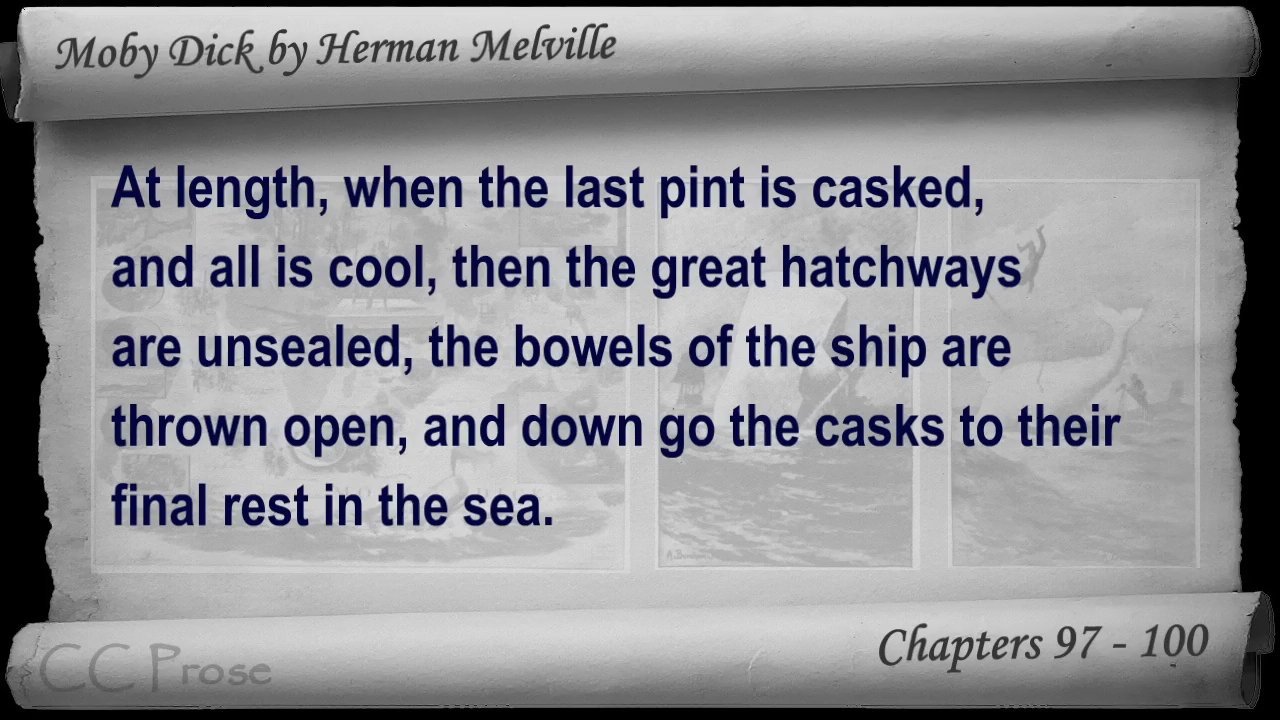 Moby Dick by Herman Melville
At length, when the last pint is casked,
and all is cool, then the great hatchways
are unsealed, the bowels of the ship are
thrown open, and down go the casks to their
final rest in the sea.
Chapters 97 - 100
CC Prose